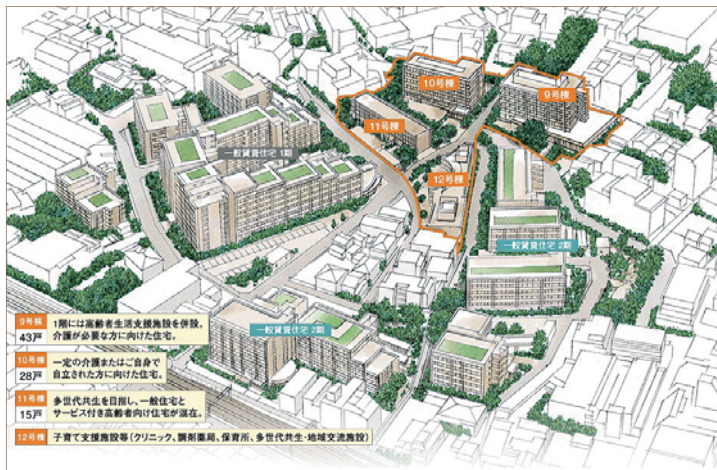 10号棟
9号棟
11号棟
一般賃貸住宅 1期
12号棟
一般賃貸住宅 2期
一般賃貸住宅 2期
9号棟
43戸
1階には高齢者生活支援施設を併設。
介護が必要な方に向けた住宅。
10号棟
28戸
一定の介護またはご自身で
自立された方に向けた住宅。
11号棟
15戸
多世代共生を目指し、一般住宅と
サービス付き高齢者向け住宅が混在。
12号棟
子育て支援施設等(クリニック、調剤薬局、保育所、多世代共生・地域交流施設)